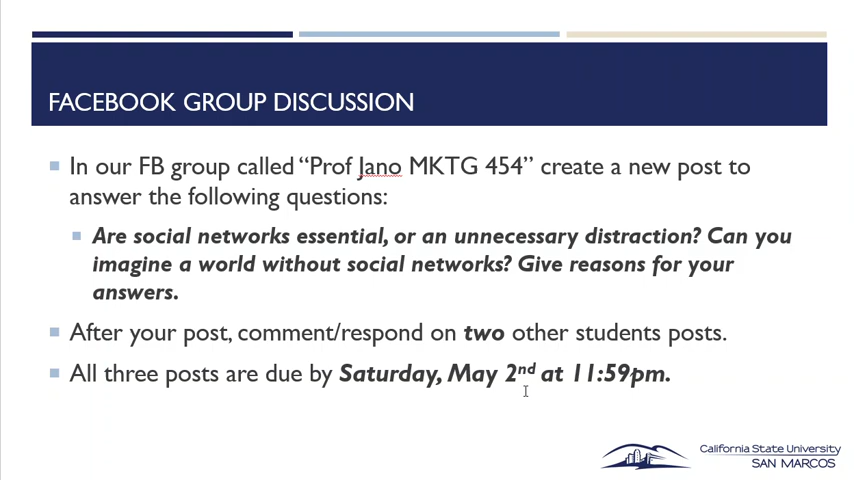 FACEBOOK GROUP DISCUSSION
In our FB group called “Prof Jano MKTG 454” create a new post to
answer the following questions:
Are social networks essential, or an unnecessary distraction? Can you
imagine a world without social networks? Give reasons for your
answers.
After your post, comment/respond on two other students posts.
All three posts are due by Saturday, May 2nd at 11:59pm.
California State University
SAN MARCOS